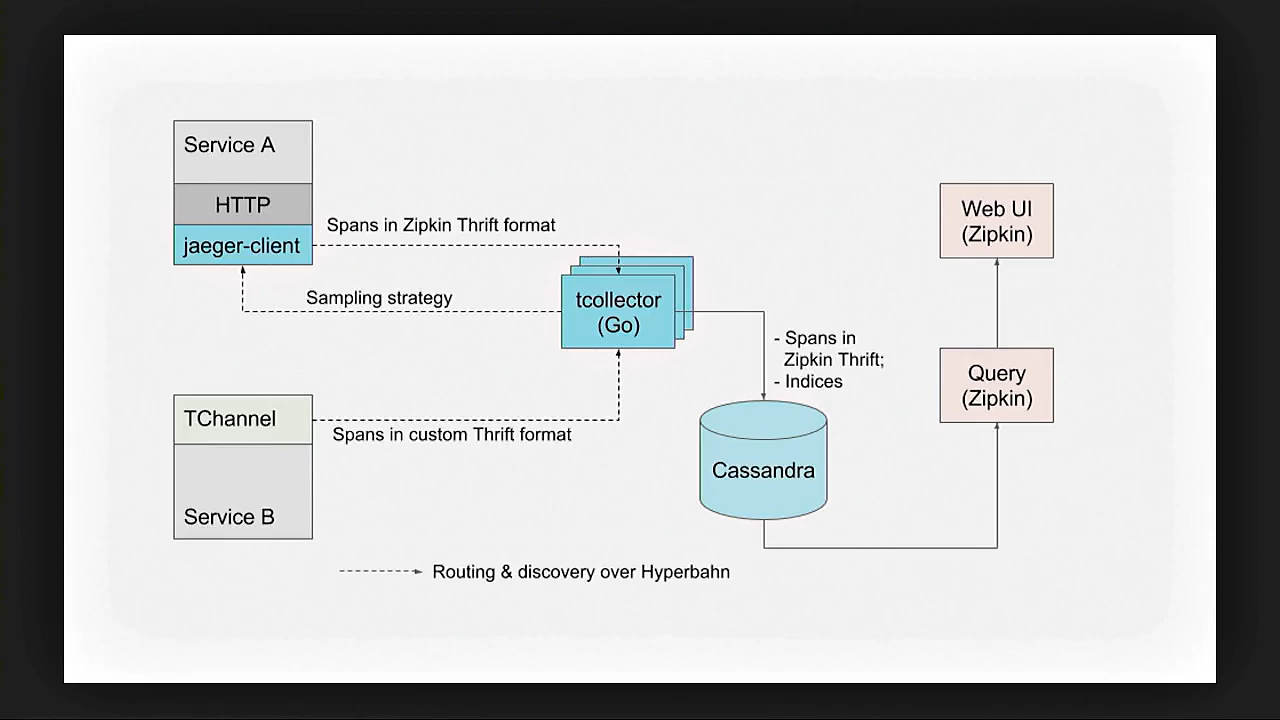 Service A
HTTP
jaeger-client
Spans in Zipkin Thrift format
Sampling strategy
tcollector
(Go)
TChannel
Service B
Spans in custom Thrift format
- Spans in
Zipkin Thrift;
- Indices
Cassandra
Web UI
(Zipkin)
Query
(Zipkin)
Routing & discovery over Hyperbahn